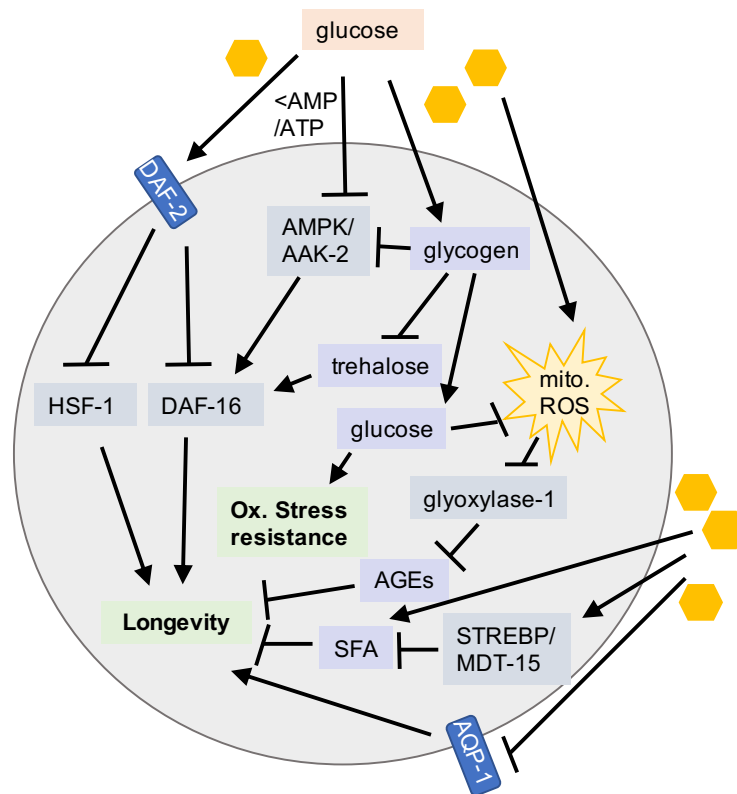 glucose
<AMP
/ATP
DAF-2
AMPK/
AAK-2
glycogen
trehalose
mito.
ROS
HSF-1
DAF-16
glucose
glyoxylase-1
Ox. Stress
resistance
AGEs
Longevity
SFA
STREBP/
MDT-15
AQP-1